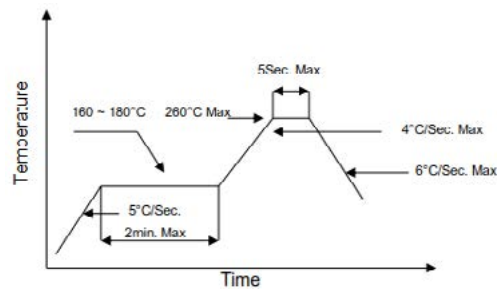 5Sec. Max
160 ~ 180°C
260°C Max
4°C/Sec. Max
6°C/Sec. Max
5°C/Sec.
2min. Max
Temperature
Time